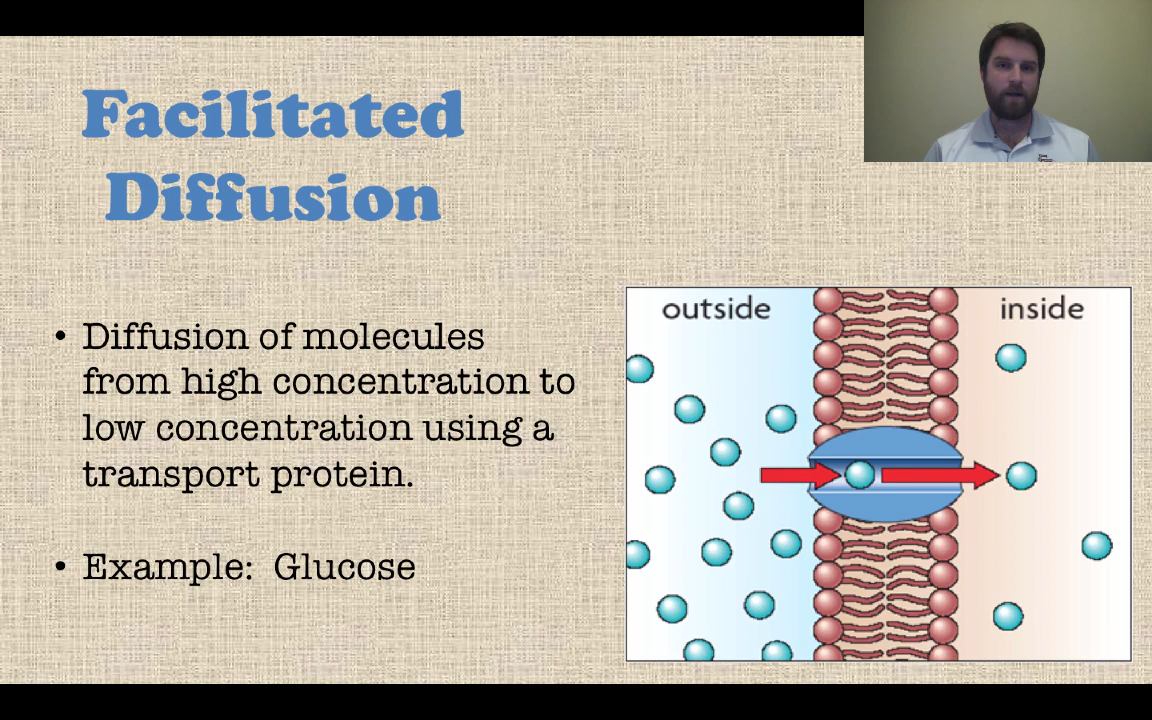 Facilitated
Diffusion
• Diffusion of molecules
from high concentration to
low concentration using a
transport protein.
• Example: Glucose
outside
inside